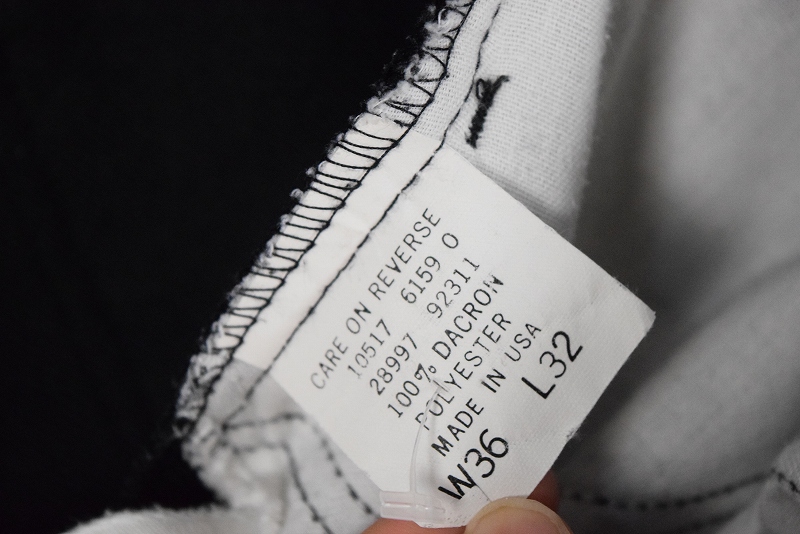 CARE ON REVERSE
10517 6159 0
28997 92311
100% DACRON
POLYESTER
MADE IN USA
W36 L32